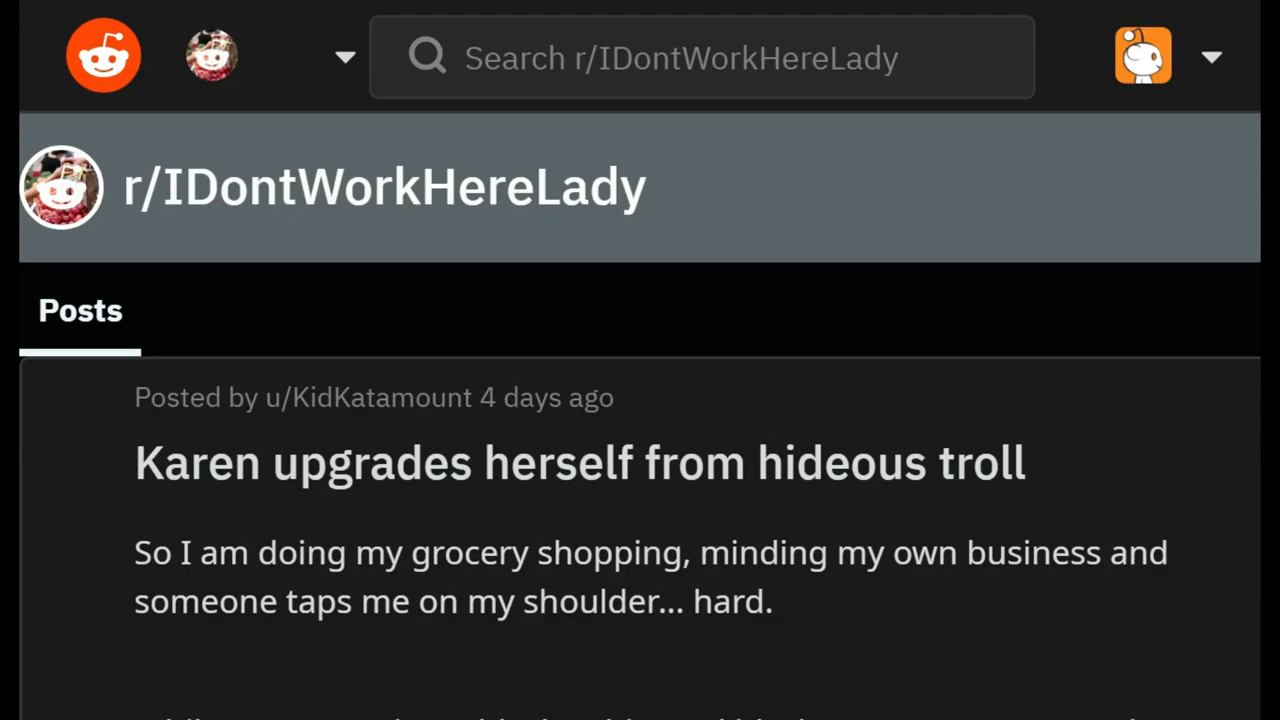 Search r/IDontWorkHereLady
r/IDontWorkHereLady
Posts
Posted by u/KidKatamount 4 days ago
Karen upgrades herself from hideous troll
So I am doing my grocery shopping, minding my own business and
someone taps me on my shoulder... hard.